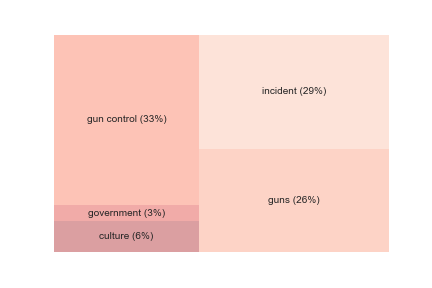 gun control (33%)
government (3%)
culture (6%)
incident (29%)
guns (26%)